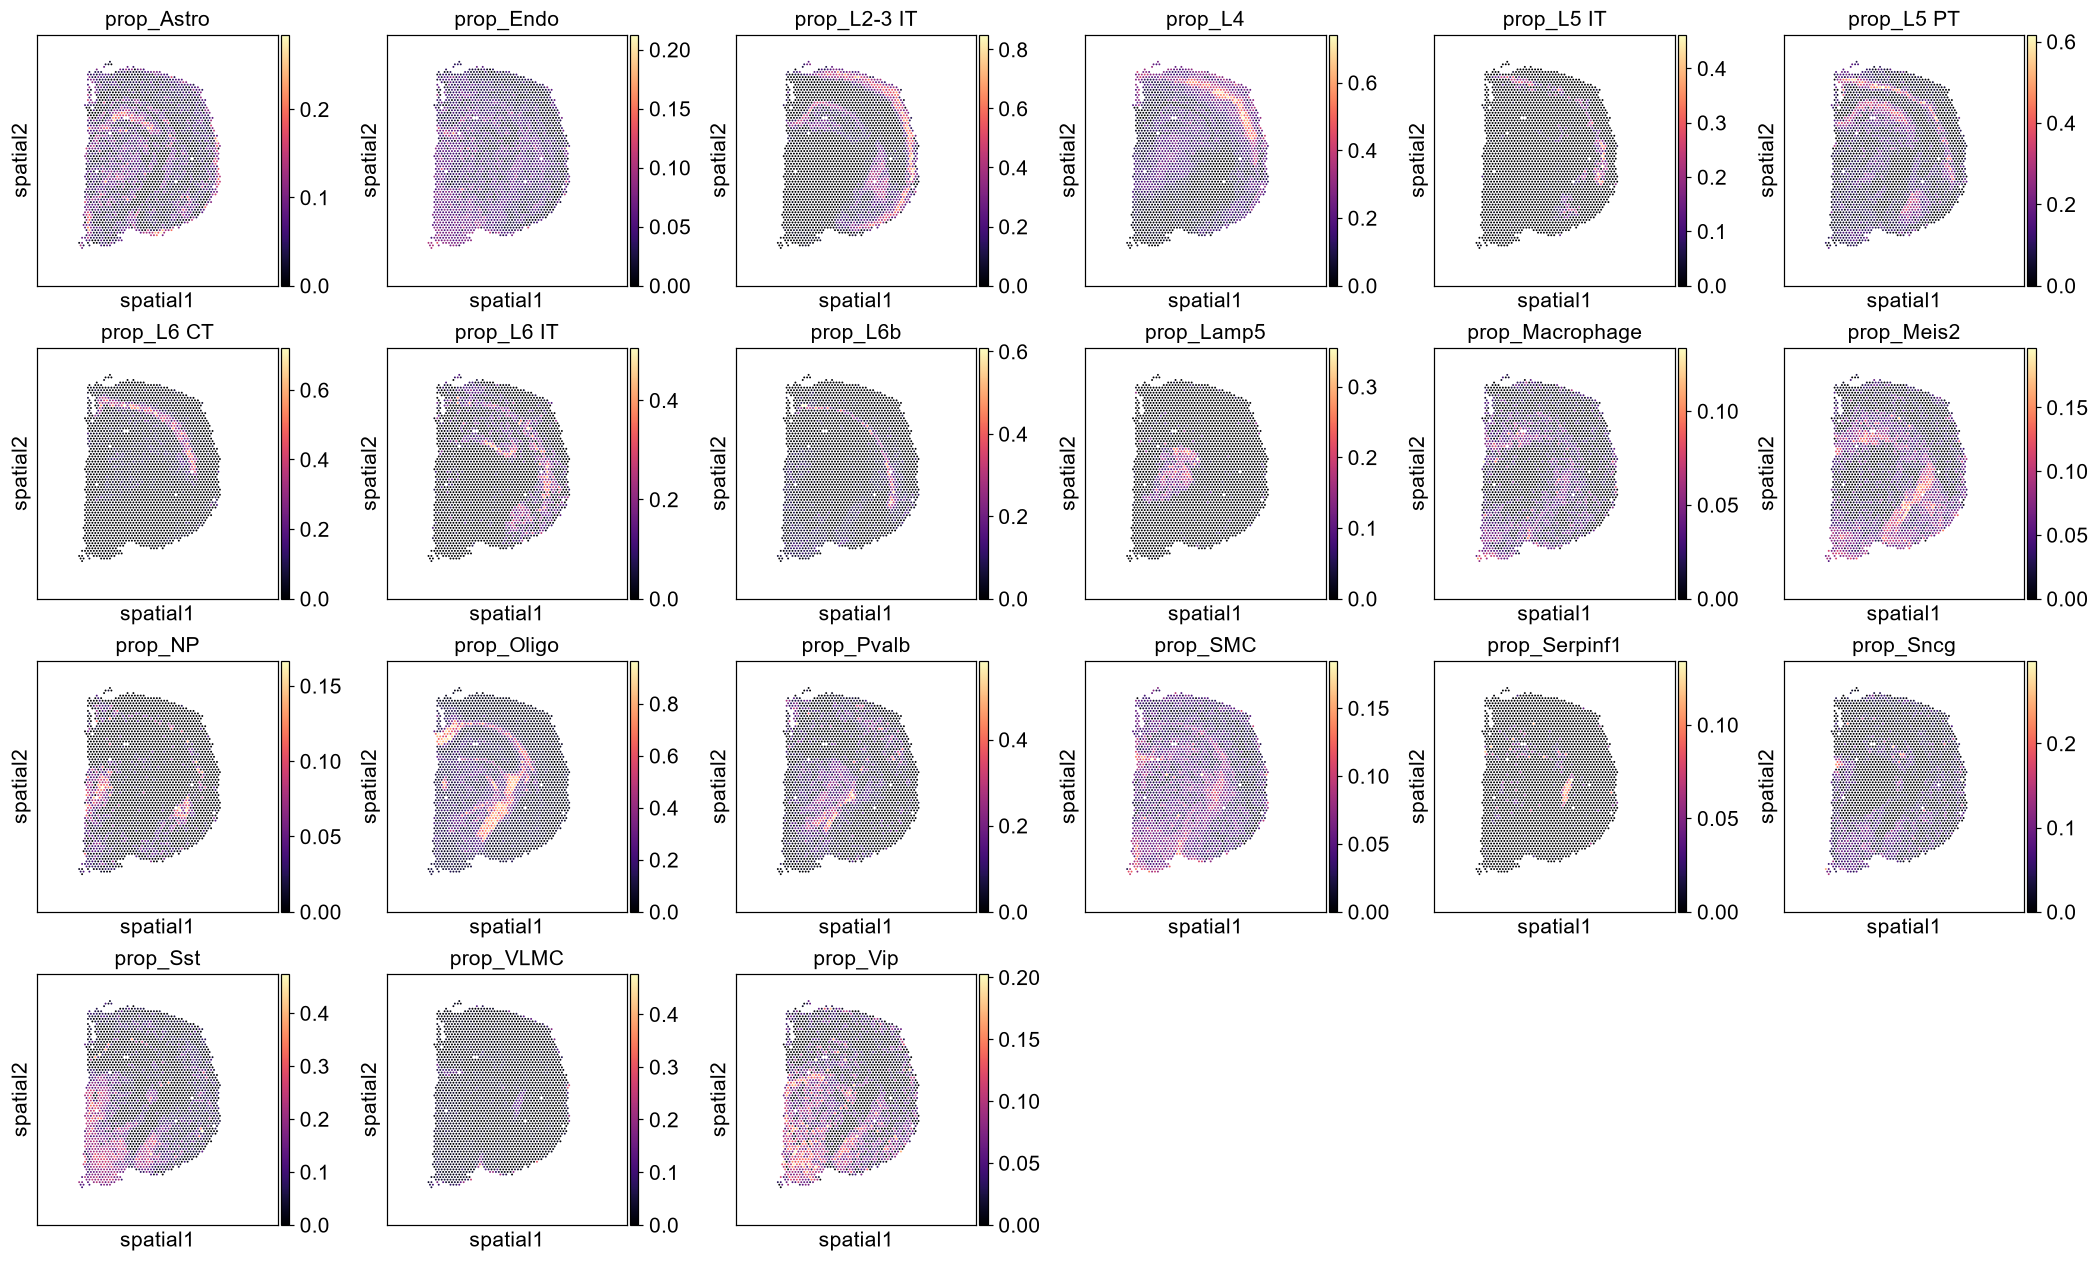 prop_Astro
prop_Endo
prop_L2-3 IT
prop_L4
prop_L5 IT
prop_L5 PT
spatial2
0.2
0.1
0.0
spatial1
spatial2
0.20
0.15
0.10
0.05
0.00
spatial1
spatial2
0.8
0.6
0.4
0.2
0.0
spatial1
spatial2
0.6
0.4
0.2
0.0
spatial1
spatial2
0.4
0.3
0.2
0.1
0.0
spatial1
spatial2
0.6
0.4
0.2
0.0
spatial1
prop_L6 CT
prop_L6 IT
prop_L6b
prop_Lamp5
prop_Macrophage
prop_Meis2
spatial2
0.6
0.4
0.2
0.0
spatial1
spatial2
0.4
0.2
0.0
spatial1
spatial2
0.6
0.4
0.2
0.0
spatial1
spatial2
0.3
0.2
0.1
0.0
spatial1
spatial2
0.10
0.05
0.00
spatial1
spatial2
0.15
0.10
0.05
0.00
spatial1
prop_NP
prop_Oligo
prop_Pvalb
prop_SMC
prop_Serpinf1
prop_Sncg
spatial2
0.15
0.10
0.05
0.00
spatial1
spatial2
0.8
0.6
0.4
0.2
0.0
spatial1
spatial2
0.4
0.2
0.0
spatial1
spatial2
0.15
0.10
0.05
0.00
spatial1
spatial2
0.10
0.05
0.00
spatial1
spatial2
0.2
0.1
0.0
spatial1
prop_Sst
prop_VLMC
prop_Vip
spatial2
0.4
0.3
0.2
0.1
0.0
spatial1
spatial2
0.4
0.3
0.2
0.1
0.0
spatial1
spatial2
0.20
0.15
0.10
0.05
0.00
spatial1